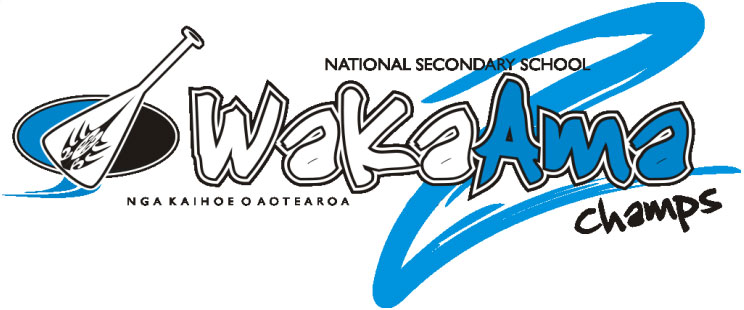 NATIONAL SECONDARY SCHOOL
WaKaAma
NGA KAIHOE O AOTEAROA
champs